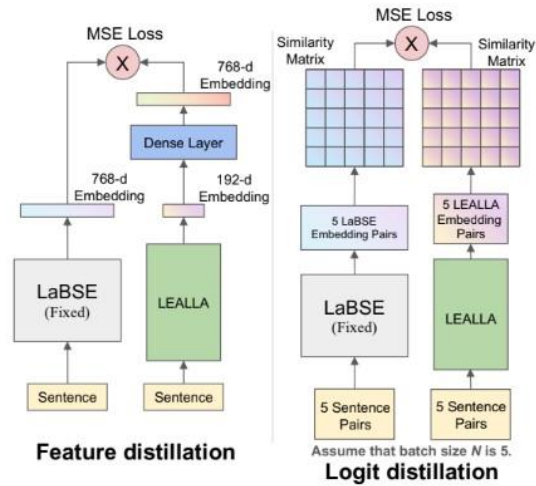 MSE Loss
X
768-d
Embedding
Dense Layer
768-d
Embedding
192-d
Embedding
LaBSE
(Fixed)
LEALLA
Sentence
Sentence
Feature distillation
MSE Loss
Similarity
Matrix
X
Similarity
Matrix
5 LaBSE
Embedding Pairs
5 LEALLA
Embedding
Pairs
LaBSE
(Fixed)
LEALLA
5 Sentence
Pairs
5 Sentence
Pairs
Assume that batch size N is 5.
Logit distillation